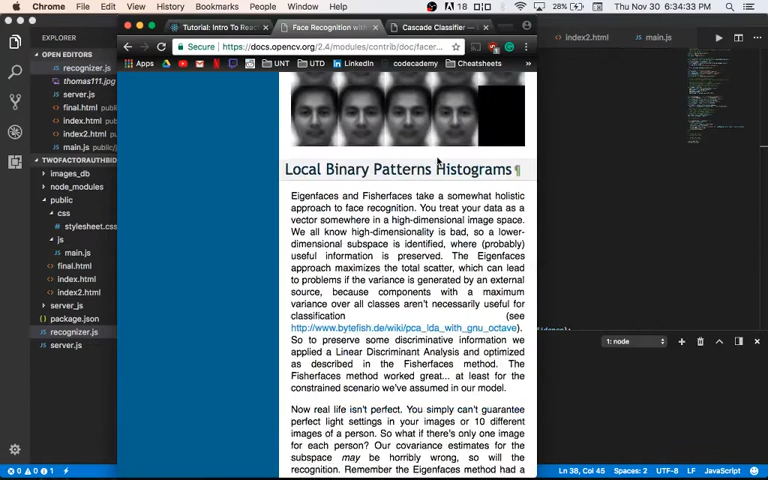 Chrome File Edit View History Bookmarks People Window Help 18 28% Thu Nov 30 6:34:33 PM
Tutorial: Intro To Rea
Face Recognition with
Cascade Classifier —
Secure https://docs.opencv.org/2.4/modules/contrib/doc/facer
Apps UNT UTD LinkedIn codecademy Cheatsheets
EXPLORER
OPEN EDITORS
recognizer.js
thomas111.jpg
server.js
final.html
index.html
index2.html
main.js
TWOFACTORAUTHBID
images_db
node_modules
public
css
stylesheet.css
js
main.js
final.html
index.html
index2.html
server_js
package.json
recognizer.js
server.js
index2.html
main.js
Local Binary Patterns Histograms ¶
Eigenfaces and Fisherfaces take a somewhat holistic
approach to face recognition. You treat your data as a
vector somewhere in a high-dimensional image space.
We all know high-dimensionality is bad, so a lower-
dimensional subspace is identified, where (probably)
useful information is preserved. The Eigenfaces
approach maximizes the total scatter, which can lead
to problems if the variance is generated by an external
source, because components with a maximum
variance over all classes aren't necessarily useful for
classification (see
http://www.bytefish.de/wiki/pca_lda_with_gnu_octave).
So to preserve some discriminative information we
applied a Linear Discriminant Analysis and optimized
as described in the Fisherfaces method. The
Fisherfaces method worked great... at least for the
constrained scenario we've assumed in our model.
Now real life isn't perfect. You simply can't guarantee
perfect light settings in your images or 10 different
images of a person. So what if there's only one image
for each person? Our covariance estimates for the
subspace may be horribly wrong, so will the
recognition. Remember the Eigenfaces method had a
1: node
0 0 1
Ln 38, Col 45 Spaces: 2 UTF-8 LF JavaScript